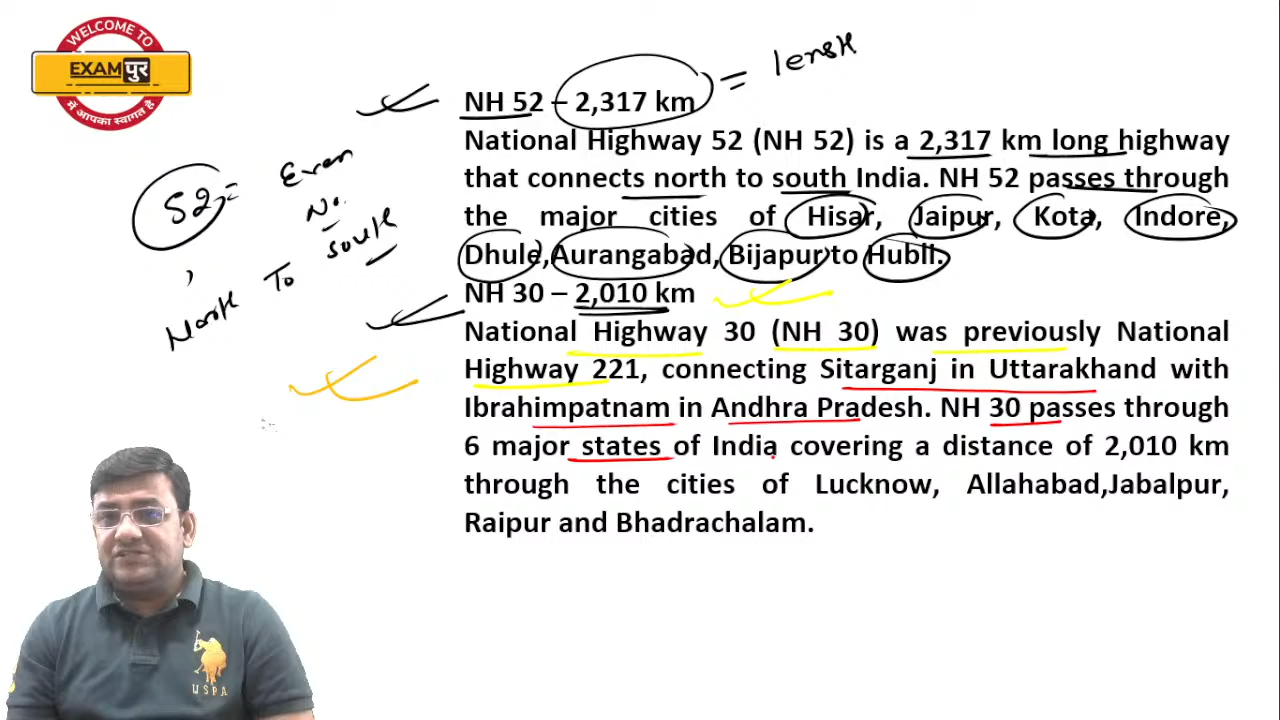 WELCOME TO
EXAM पुर
में आपका स्वागत है
NH 52 – 2,317 km
= lensth
National Highway 52 (NH 52) is a 2,317 km long highway
that connects north to south India. NH 52 passes through
the major cities of Hisar, Jaipur, Kota, Indore,
Dhule,Aurangabad, Bijapur to Hubli.
52 = Even
No.
North To south
NH 30 – 2,010 km
National Highway 30 (NH 30) was previously National
Highway 221, connecting Sitarganj in Uttarakhand with
Ibrahimpatnam in Andhra Pradesh. NH 30 passes through
6 major states of India covering a distance of 2,010 km
through the cities of Lucknow, Allahabad,Jabalpur,
Raipur and Bhadrachalam.
USPA